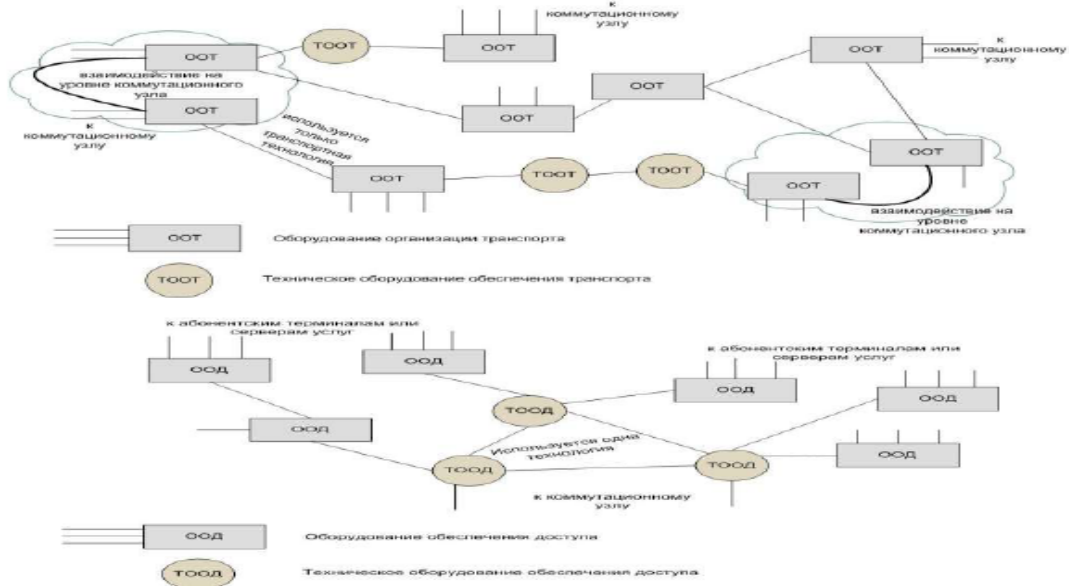 к
коммутационному
узлу
ТООТ
ООТ
ООТ
к
коммутационному
узлу
ООТ
взаимодействие на
уровне коммутационного
узла
ООТ
ООТ
ООТ
к
коммутационному
узлу
используется
только
транспортная
технология
ООТ
ООТ
ТООТ
ТООТ
ООТ
взаимодействие на
уровне
коммутационного узла
ООТ
Оборудование организации транспорта
ТООТ
Техническое оборудование обеспечения транспорта
к абонентским терминалам или
серверам услуг
к абонентским терминалам или
серверам услуг
ООД
ООД
ООД
ООД
ТООД
ООД
Используется одна
технология
ООД
ТООД
ТООД
к коммутационному
узлу
ООД
Оборудование обеспечения доступа
ТООД
Техническое оборудование обеспечения доступа